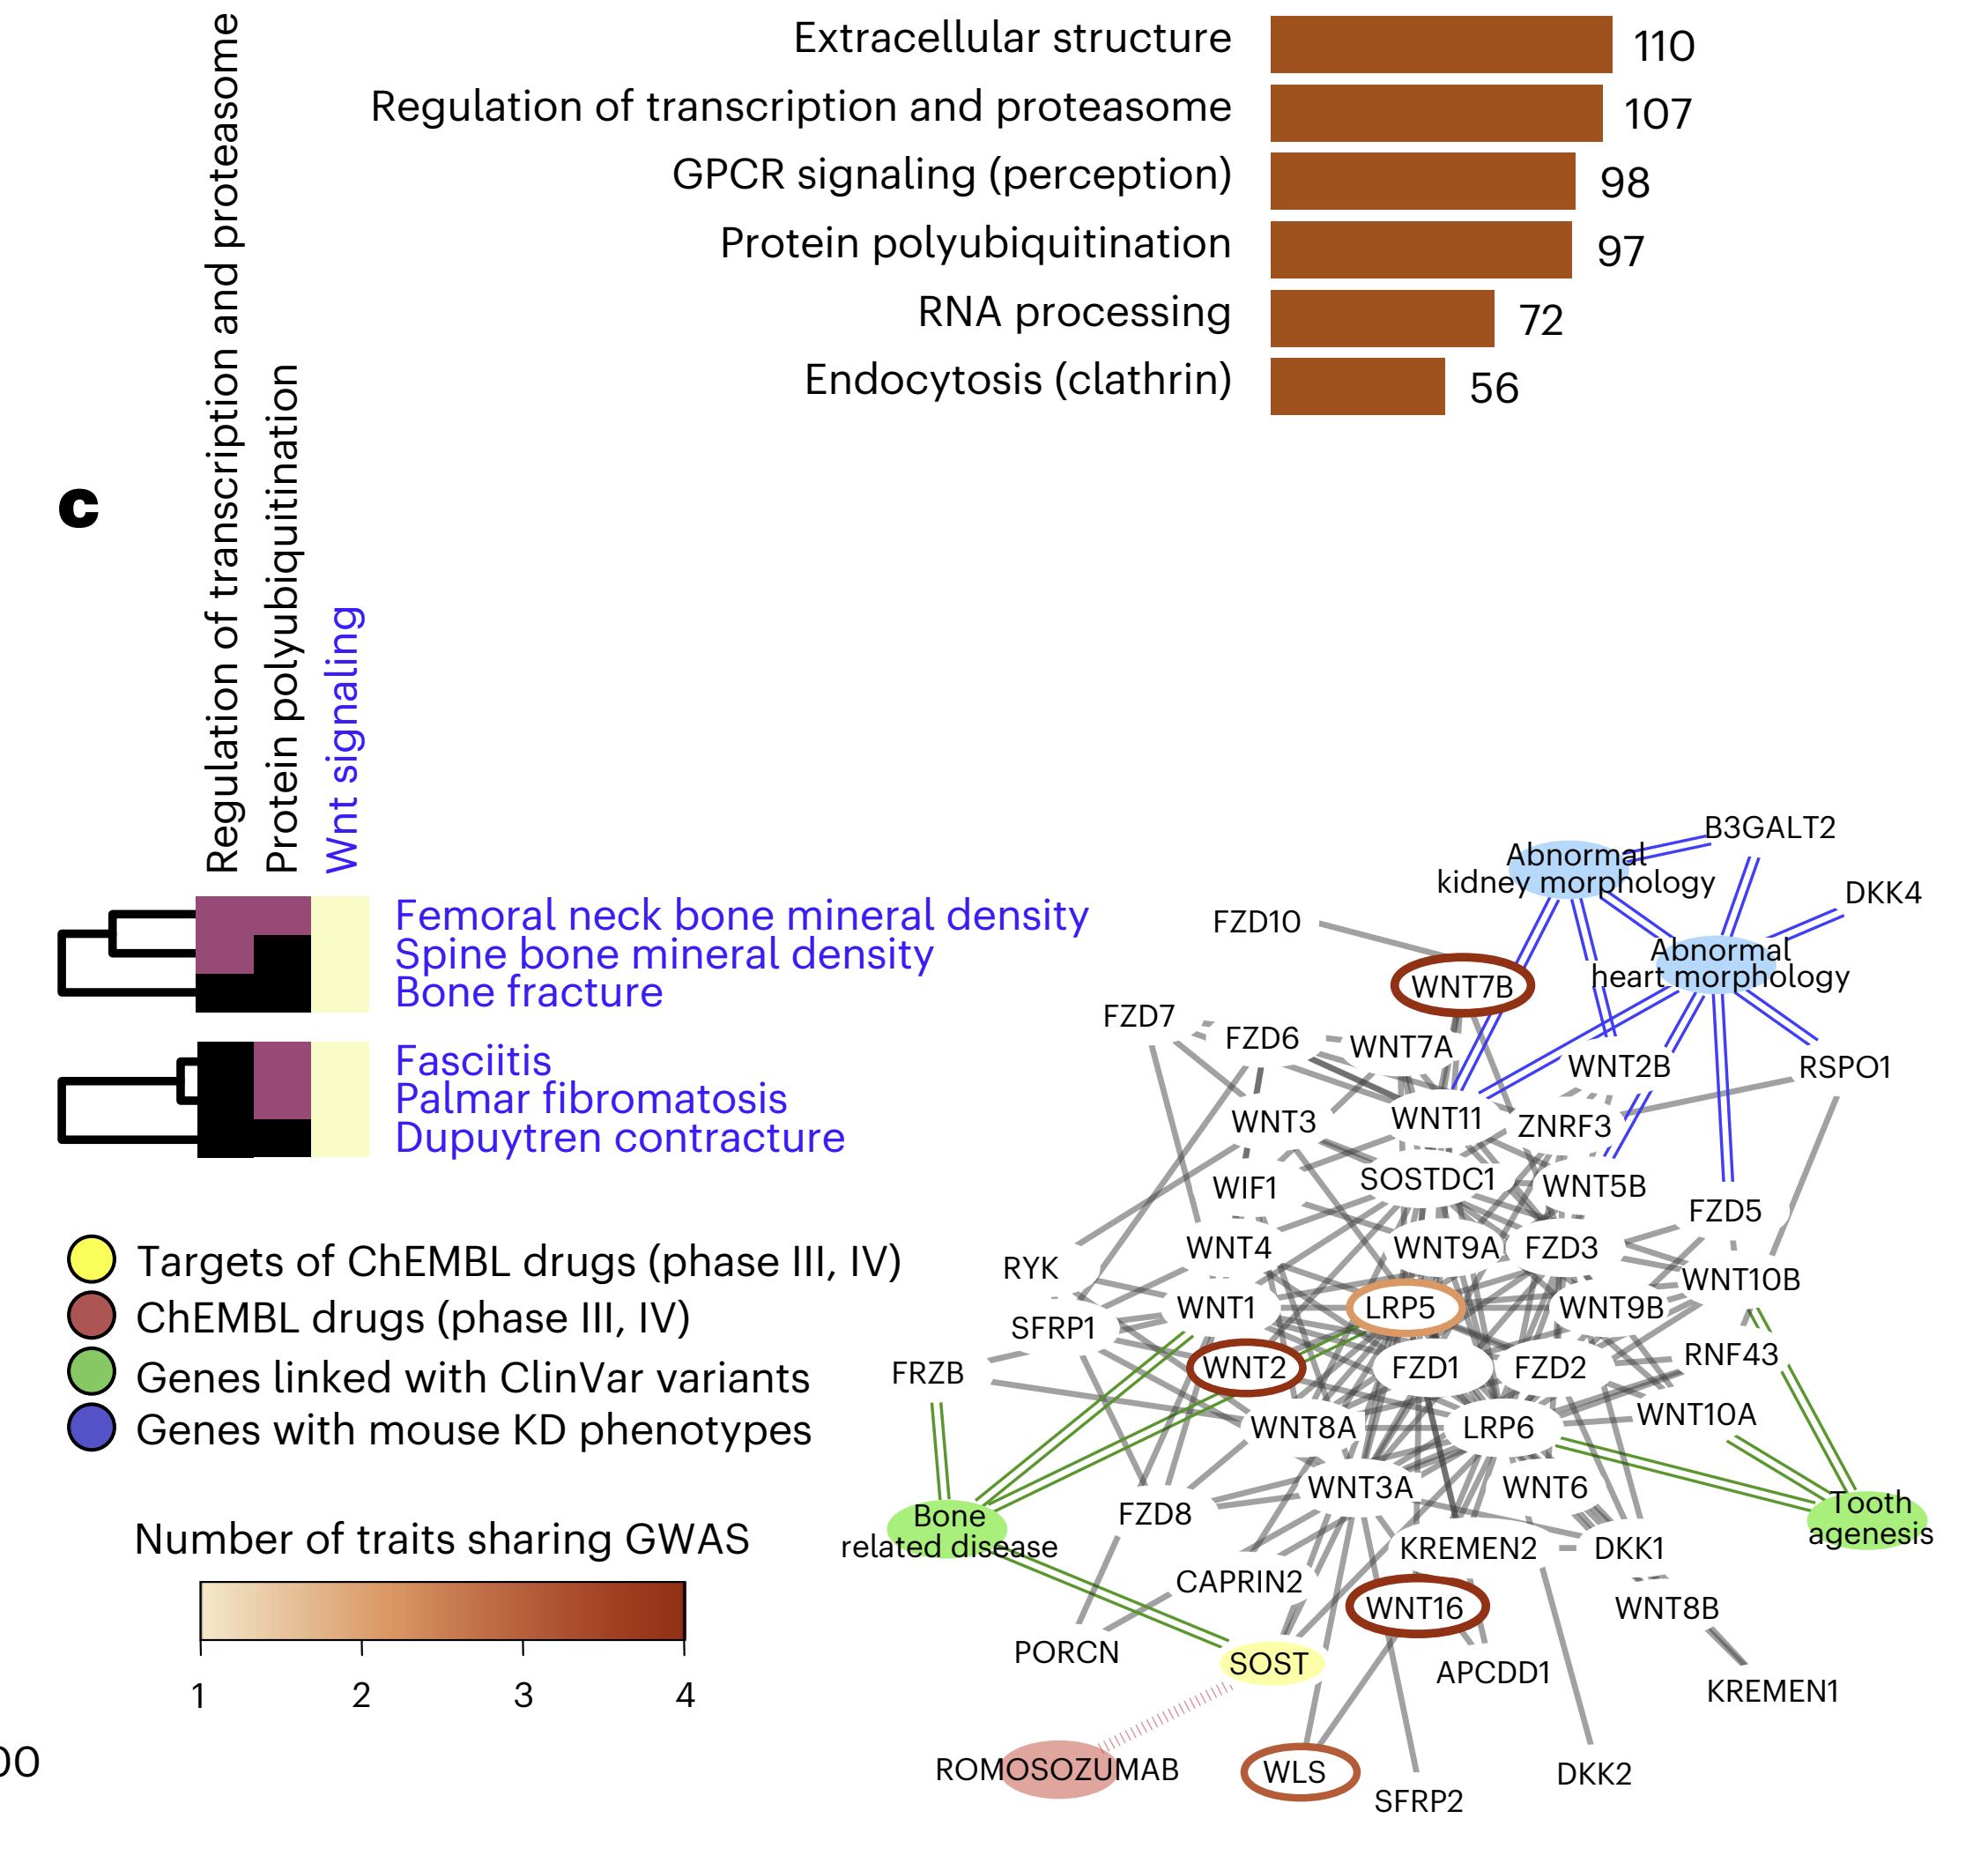 Extracellular structure 110
Regulation of transcription and proteasome 107
GPCR signaling (perception) 98
Protein polyubiquitination 97
RNA processing 72
Endocytosis (clathrin) 56
c
Regulation of transcription and proteasome
Protein polyubiquitination
Wnt signaling
Femoral neck bone mineral density
Spine bone mineral density
Bone fracture
Fasciitis
Palmar fibromatosis
Dupuytren contracture
Targets of ChEMBL drugs (phase III, IV)
ChEMBL drugs (phase III, IV)
Genes linked with ClinVar variants
Genes with mouse KD phenotypes
Number of traits sharing GWAS
1 2 3 4
00
B3GALT2
Abnormal
kidney morphology
DKK4
FZD10
Abnormal
heart morphology
WNT7B
FZD7
FZD6
WNT7A
WNT2B
RSPO1
WNT3
WNT11
ZNRF3
WIF1
SOSTDC1
WNT5B
FZD5
WNT4
WNT9A
FZD3
RYK
WNT10B
WNT1
LRP5
WNT9B
SFRP1
RNF43
FRZB
WNT2
FZD1
FZD2
WNT8A
LRP6
WNT10A
WNT3A
WNT6
FZD8
Bone
related disease
Tooth
agenesis
KREMEN2
DKK1
CAPRIN2
WNT16
WNT8B
PORCN
SOST
APCDD1
KREMEN1
ROMOSOZUMAB
WLS
SFRP2
DKK2